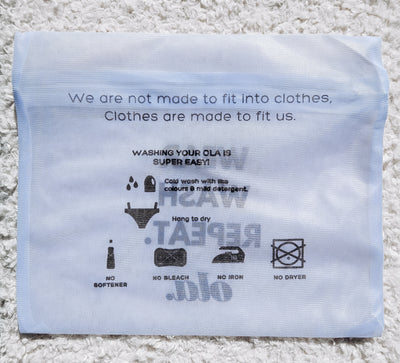 We are not made to fit into clothes,
Clothes are made to fit us.
WASHING YOUR OLA IS
SUPER EASY!
Cold wash with like
colours & mild detergent.
Hang to dry
WASH
REPEAT.
NO
SOFTENER
NO BLEACH
NO IRON
NO DRYER
ola.